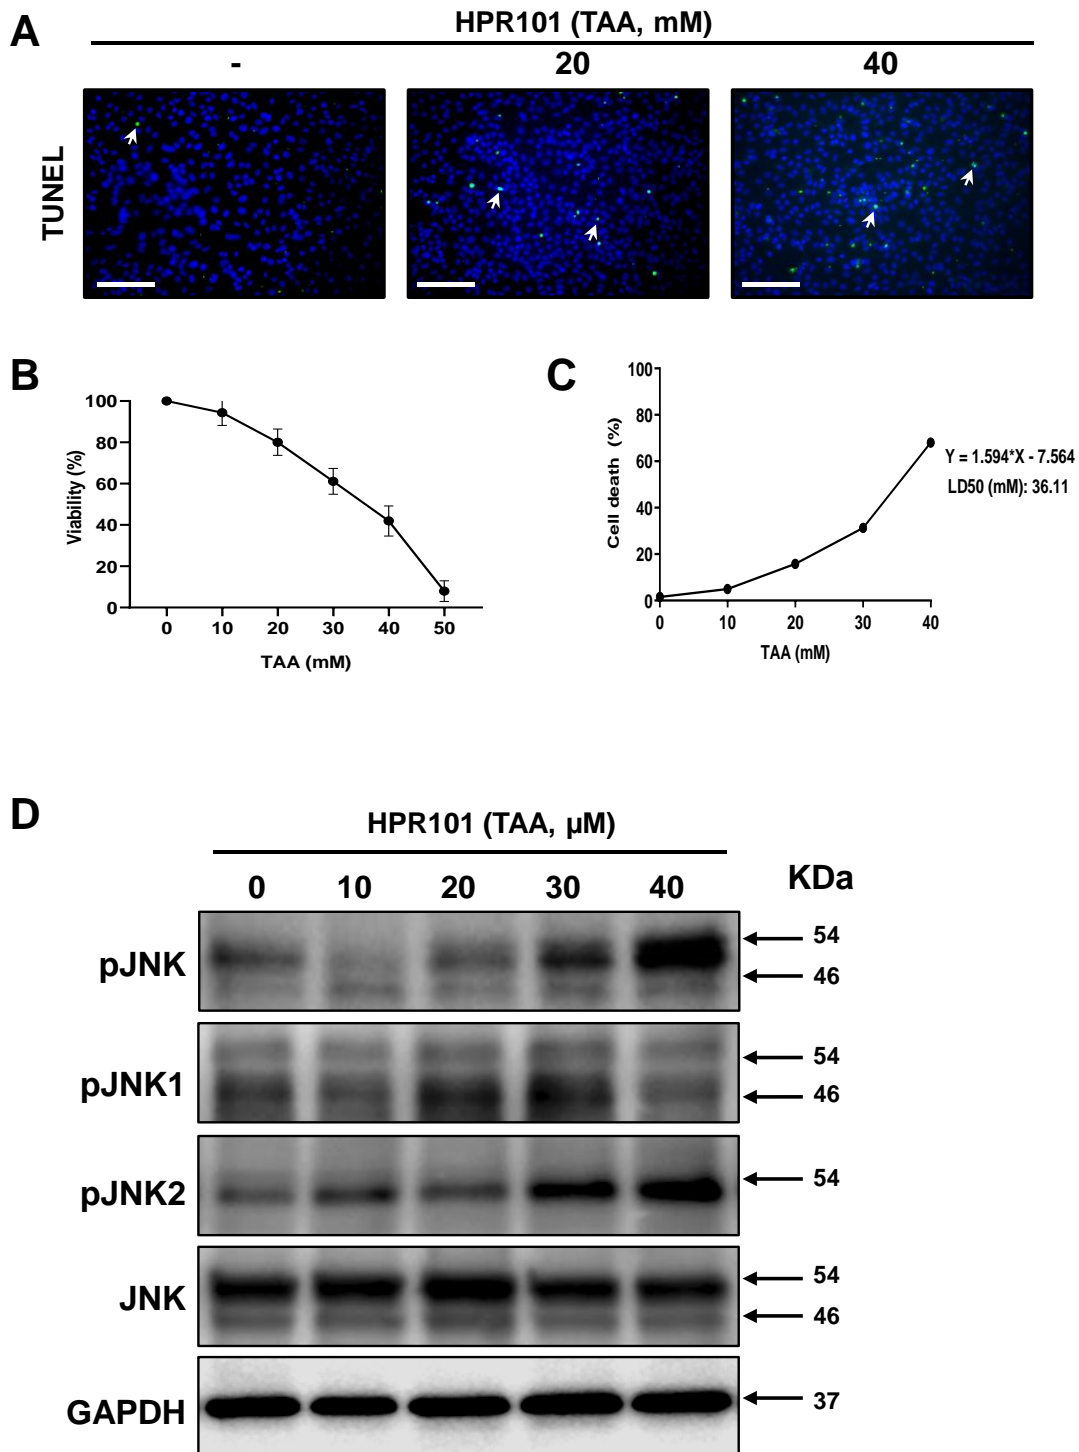 A
HPR101 (TAA, mM)
- 20 40
TUNEL
B
Viability (%)
100
80
60
40
20
0
0 10 20 30 40 50
TAA (mM)
C
Cell death (%)
100
80
60
40
20
0
0 10 20 30 40
TAA (mM)
Y = 1.594*X - 7.564
LD50 (mM): 36.11
D
HPR101 (TAA, µM)
0 10 20 30 40 KDa
pJNK 54
46
pJNK1 54
46
pJNK2 54
JNK 54
46
GAPDH 37